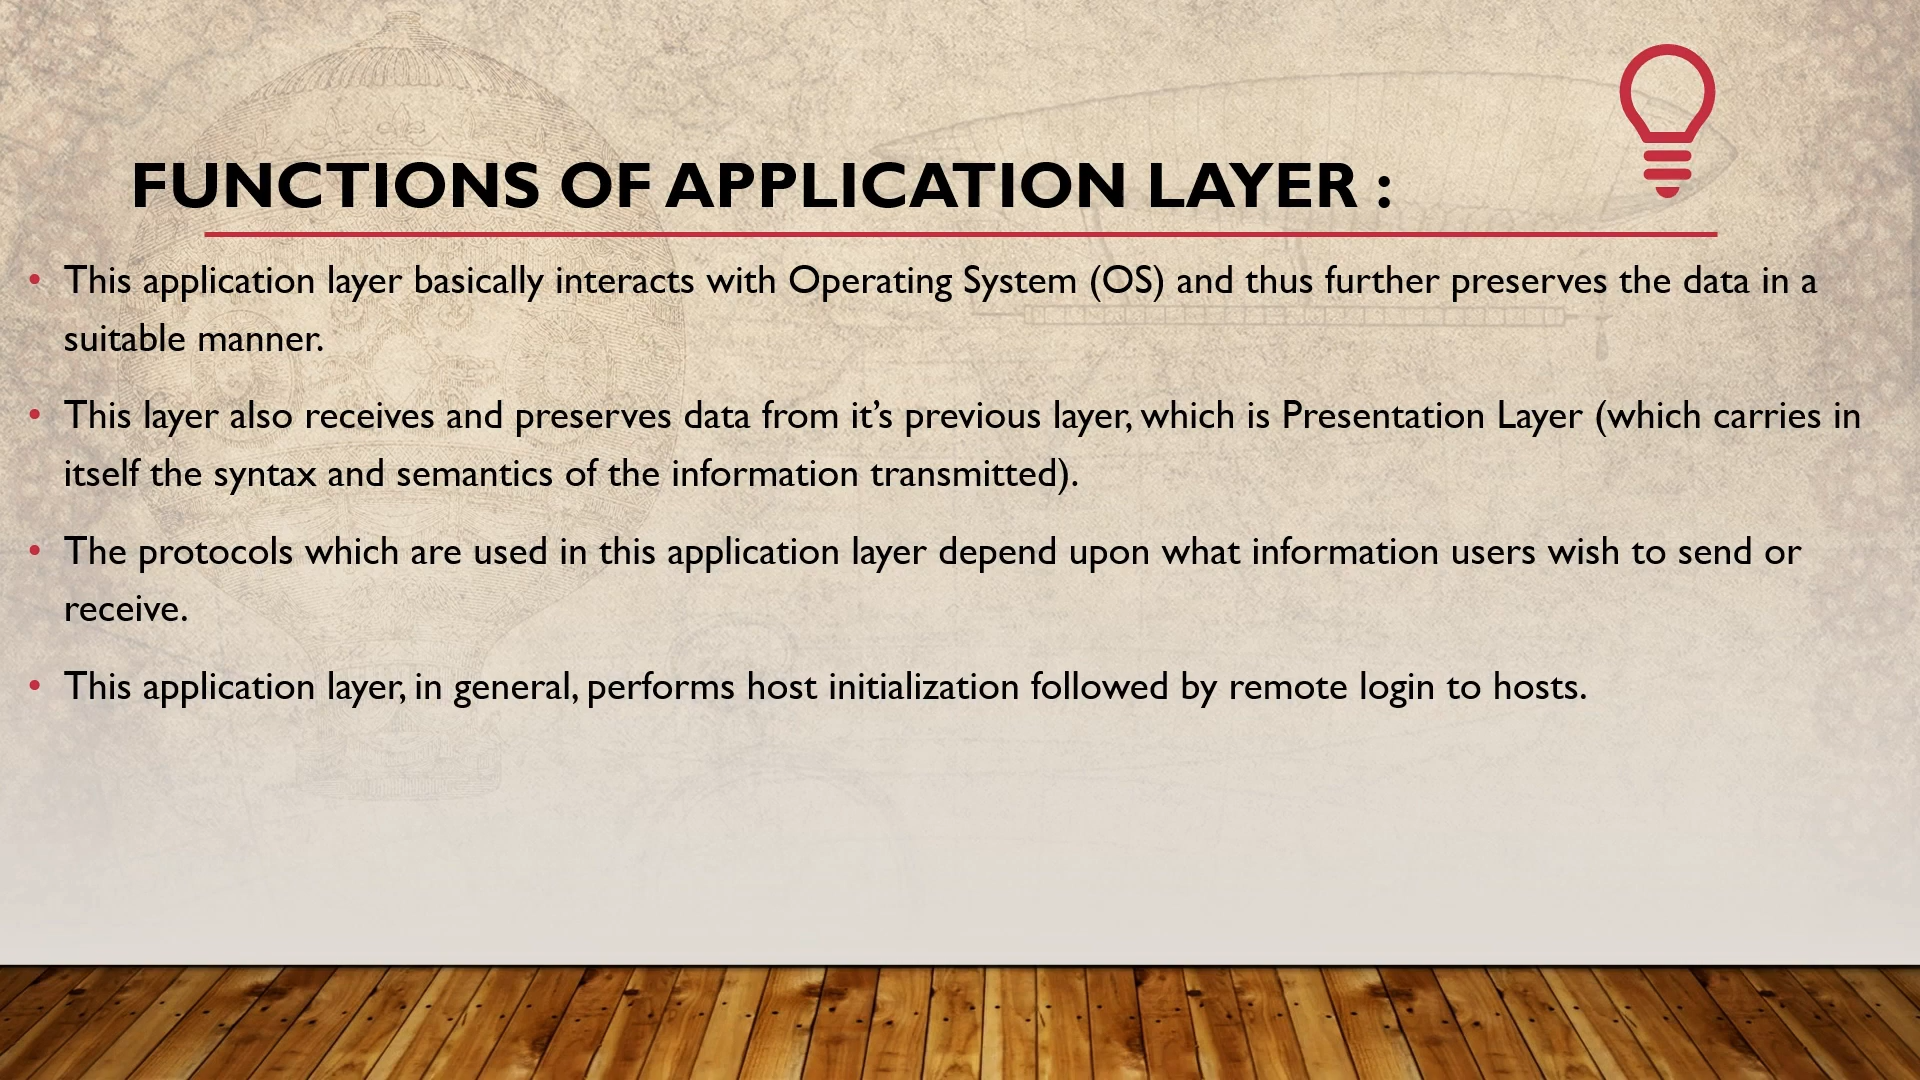 FUNCTIONS OF APPLICATION LAYER :
• This application layer basically interacts with Operating System (OS) and thus further preserves the data in a
suitable manner.
• This layer also receives and preserves data from it’s previous layer, which is Presentation Layer (which carries in
itself the syntax and semantics of the information transmitted).
• The protocols which are used in this application layer depend upon what information users wish to send or
receive.
• This application layer, in general, performs host initialization followed by remote login to hosts.